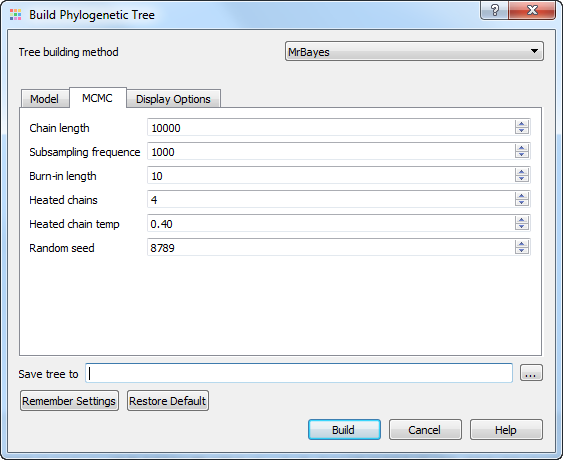 Build Phylogenetic Tree
Tree building method MrBayes
Model MCMC Display Options
Chain length 10000
Subsampling frequence 1000
Burn-in length 10
Heated chains 4
Heated chain temp 0.40
Random seed 8789
Save tree to ...
Remember Settings Restore Default
Build Cancel Help